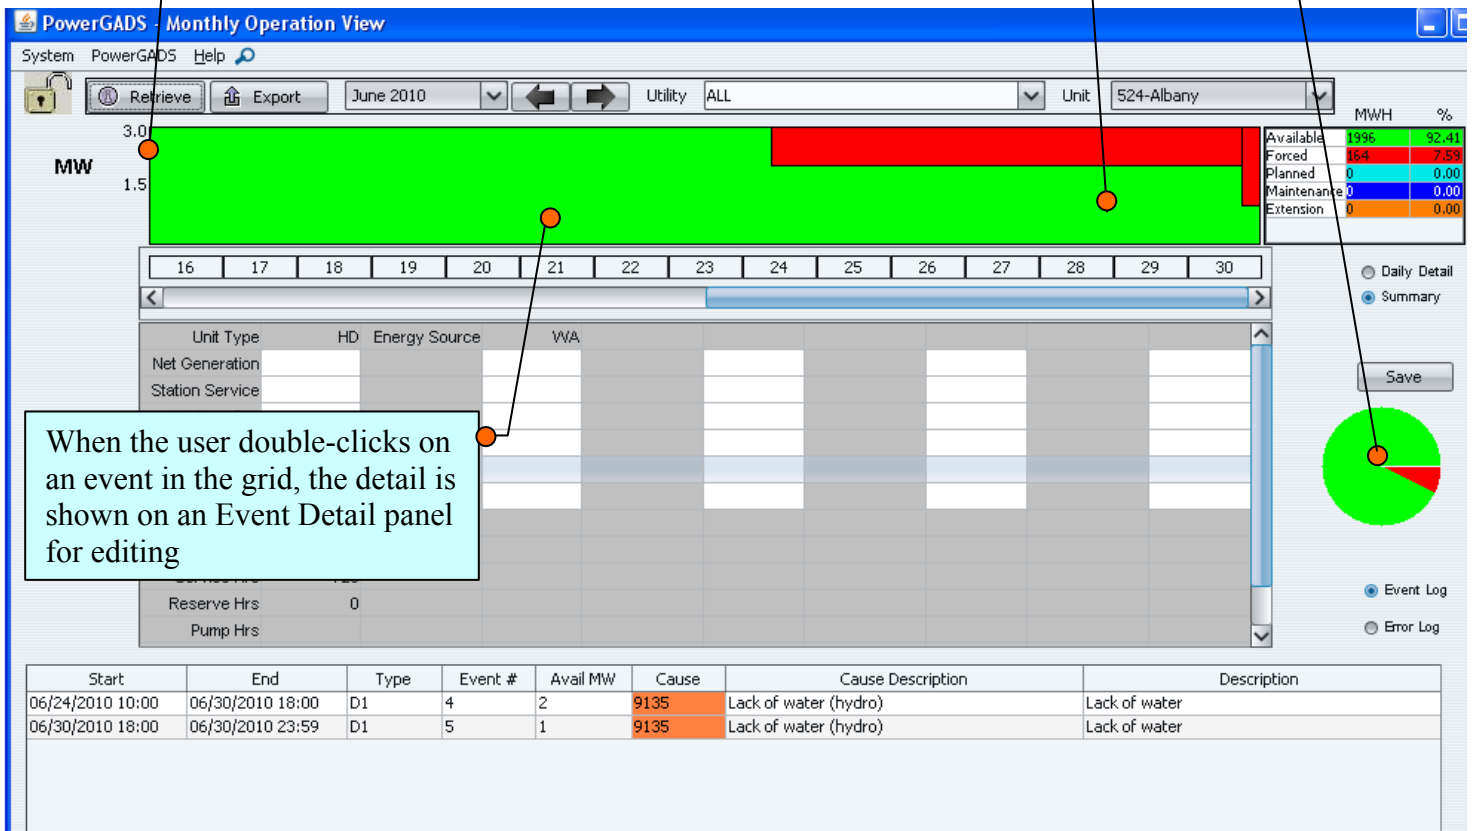 PowerGADS - Monthly Operation View
System PowerGADS Help
Retrieve Export June 2010 Utility ALL Unit 524-Albany
MWH %
3.0
MW
1.5
Available 1996 92.41
Forced 164 7.59
Planned 0 0.00
Maintenance 0 0.00
Extension 0 0.00
16 17 18 19 20 21 22 23 24 25 26 27 28 29 30
Daily Detail
Summary
Unit Type HD Energy Source WA
Net Generation
Station Service
Save
When the user double-clicks on
an event in the grid, the detail is
shown on an Event Detail panel
for editing
Reserve Hrs 0
Pump Hrs
Event Log
Error Log
Start End Type Event # Avail MW Cause Cause Description Description
06/24/2010 10:00 06/30/2010 18:00 D1 4 2 9135 Lack of water (hydro) Lack of water
06/30/2010 18:00 06/30/2010 23:59 D1 5 1 9135 Lack of water (hydro) Lack of water